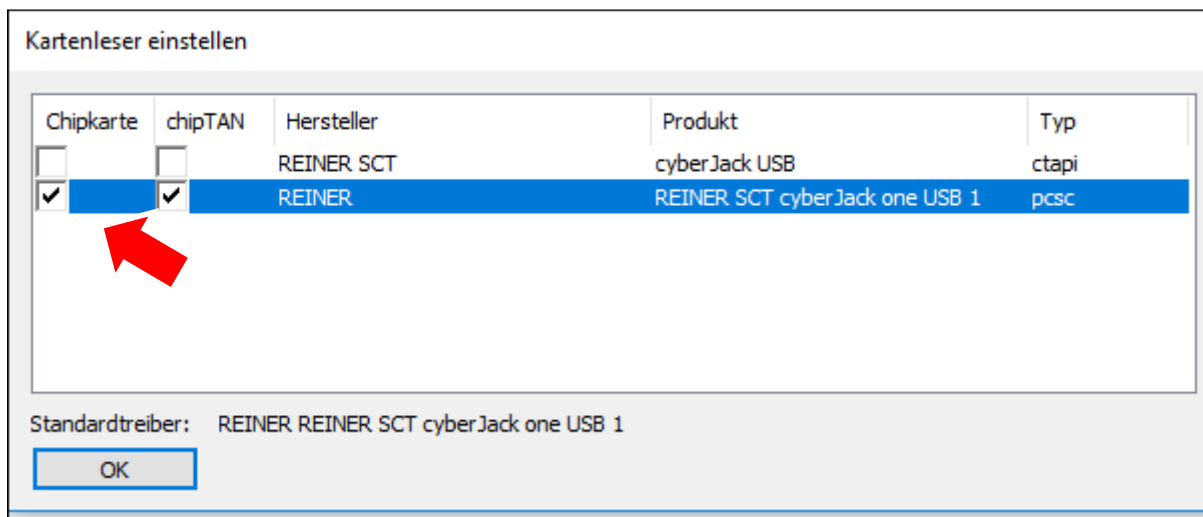 Kartenleser einstellen
Chipkarte chipTAN Hersteller Produkt Typ
REINER SCT cyberJack USB ctapi
REINER REINER SCT cyberJack one USB 1 pcsc
Standardtreiber: REINER REINER SCT cyberJack one USB 1
OK